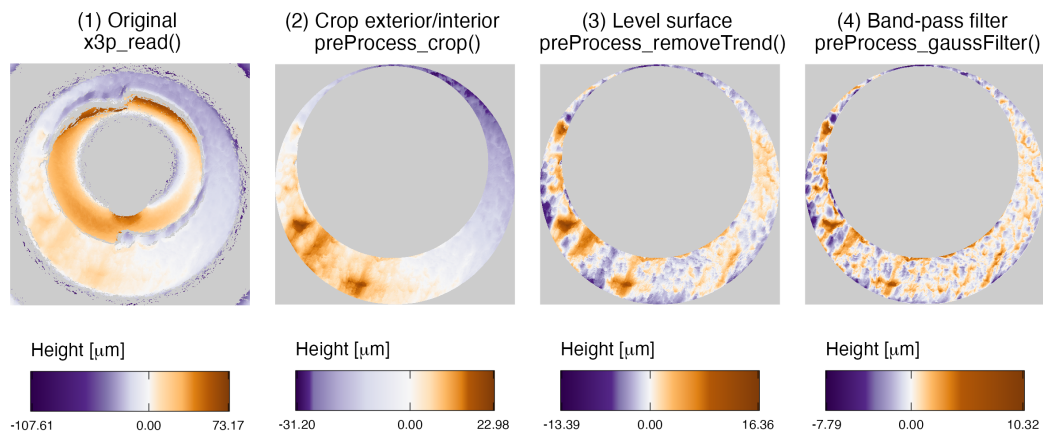 (1) Original
x3p_read()
(2) Crop exterior/interior
preProcess_crop()
(3) Level surface
preProcess_removeTrend()
(4) Band-pass filter
preProcess_gaussFilter()
Height [μm]
-107.61 0.00 73.17
Height [μm]
-31.20 0.00 22.98
Height [μm]
-13.39 0.00 16.36
Height [μm]
-7.79 0.00 10.32